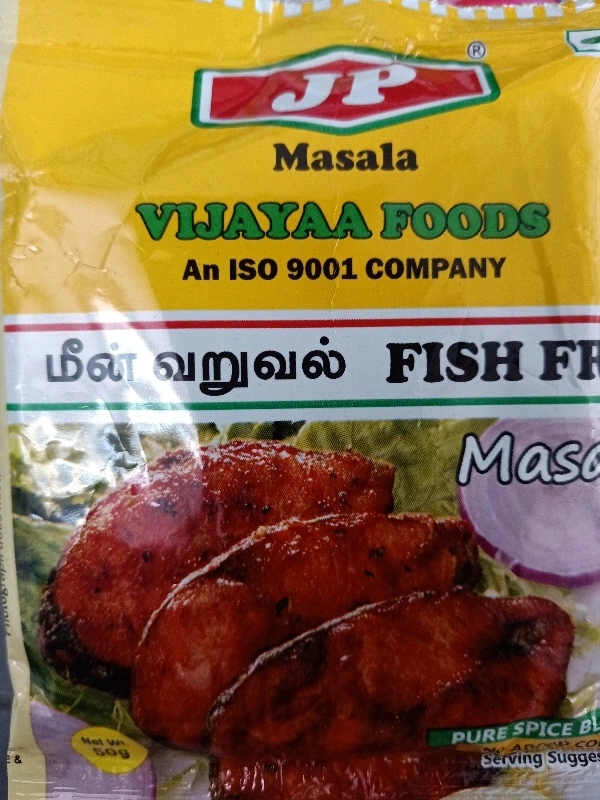 JP ®
Masala
VIJAYAA FOODS
An ISO 9001 COMPANY
மீன் வறுவல் FISH FR
Masa
PURE SPICE BL
Net Wt.
50g
Serving Sugges